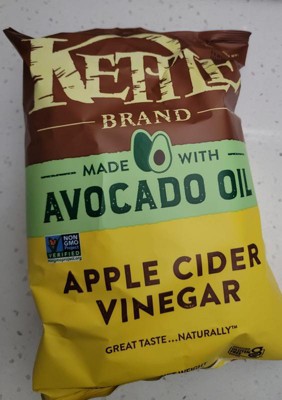 KETTLE
BRAND
MADE WITH
AVOCADO OIL
NON
GMO
Project
VERIFIED
APPLE CIDER
VINEGAR
GREAT TASTE...NATURALLY™